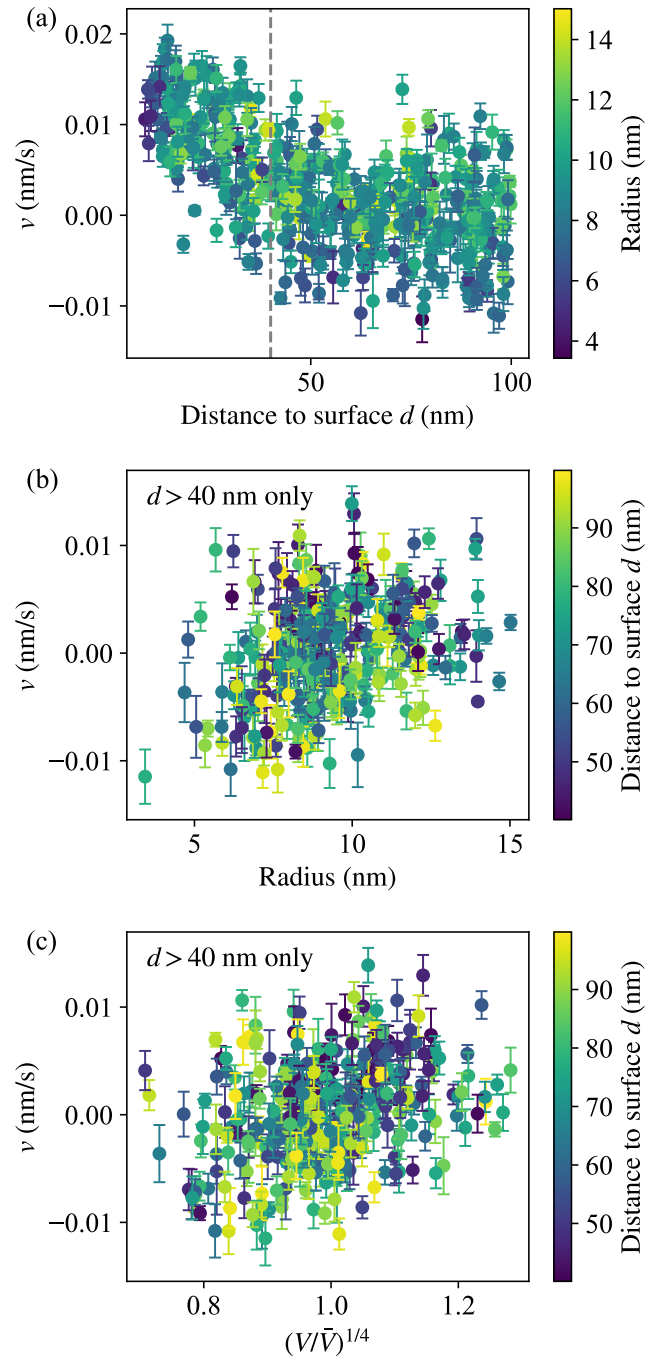 (a)
0.02
0.01
0.00
−0.01
v (nm/s)
50
100
Distance to surface d (nm)
14
12
10
8
6
4
Radius (nm)
(b)
d > 40 nm only
0.01
0.00
−0.01
v (nm/s)
5
10
15
Radius (nm)
90
80
70
60
50
Distance to surface d (nm)
(c)
d > 40 nm only
0.01
0.00
−0.01
v (nm/s)
0.8
1.0
1.2
(V/V̄)^{1/4}
90
80
70
60
50
Distance to surface d (nm)